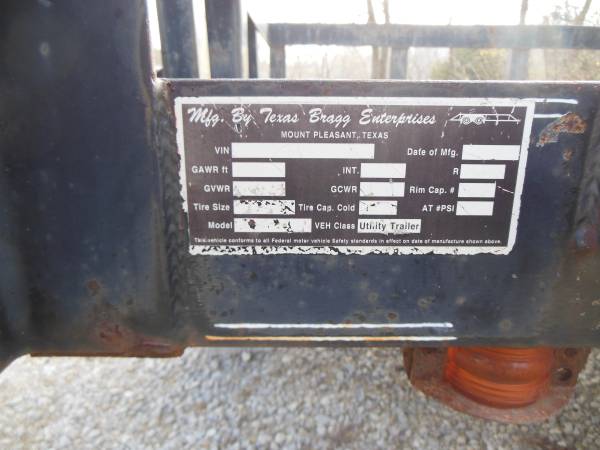 Mfg. By Texas Bragg Enterprises
MOUNT PLEASANT, TEXAS
VIN Date of Mfg.
GAWR ft INT. R
GVWR GCWR Rim Cap. #
Tire Size Tire Cap. Cold AT #PSI
Model VEH Class Utility Trailer
This vehicle conforms to all Federal motor vehicle Safety standards in effect on date of manufacture shown above.